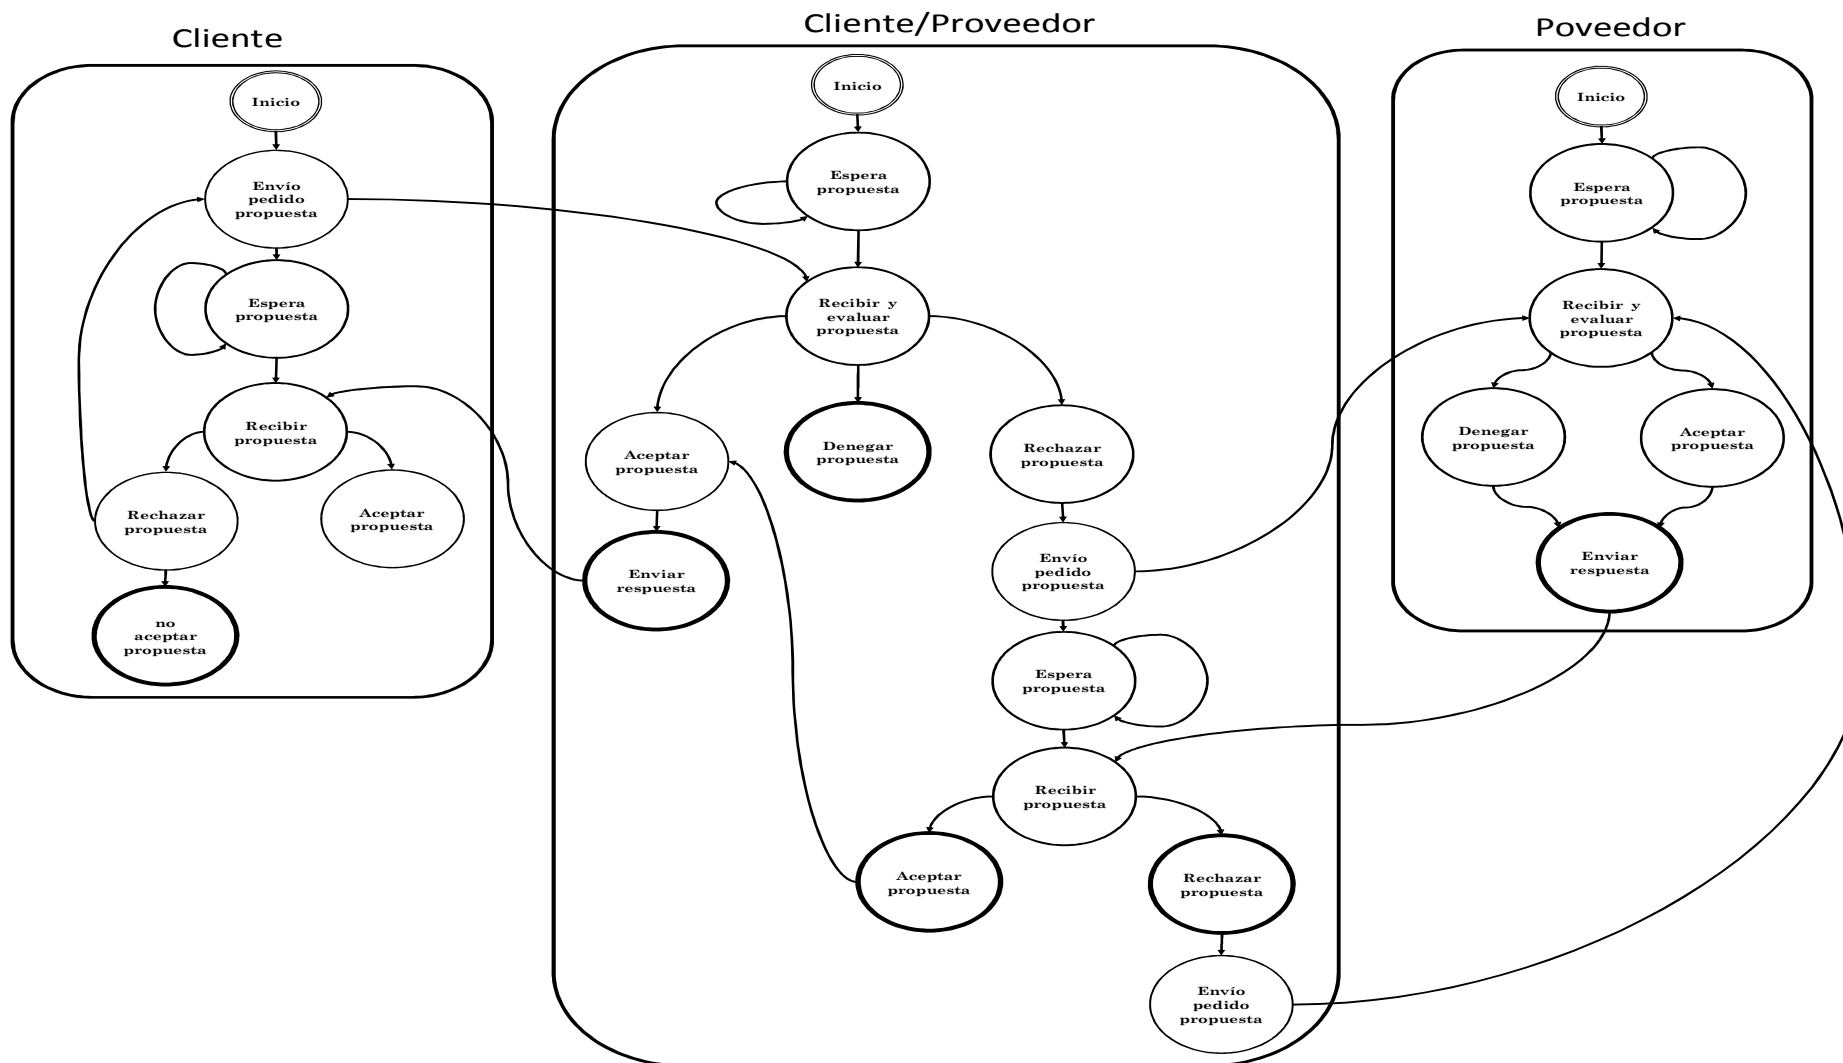 Cliente
Inicio
Envío
pedido
propuesta
Espera
propuesta
Recibir
propuesta
Rechazar
propuesta
Aceptar
propuesta
no
aceptar
propuesta
Cliente/Proveedor
Inicio
Espera
propuesta
Recibir y
evaluar
propuesta
Aceptar
propuesta
Denegar
propuesta
Rechazar
propuesta
Enviar
respuesta
Envío
pedido
propuesta
Espera
propuesta
Recibir
propuesta
Aceptar
propuesta
Rechazar
propuesta
Envío
pedido
propuesta
Poveedor
Inicio
Espera
propuesta
Recibir y
evaluar
propuesta
Denegar
propuesta
Aceptar
propuesta
Enviar
respuesta